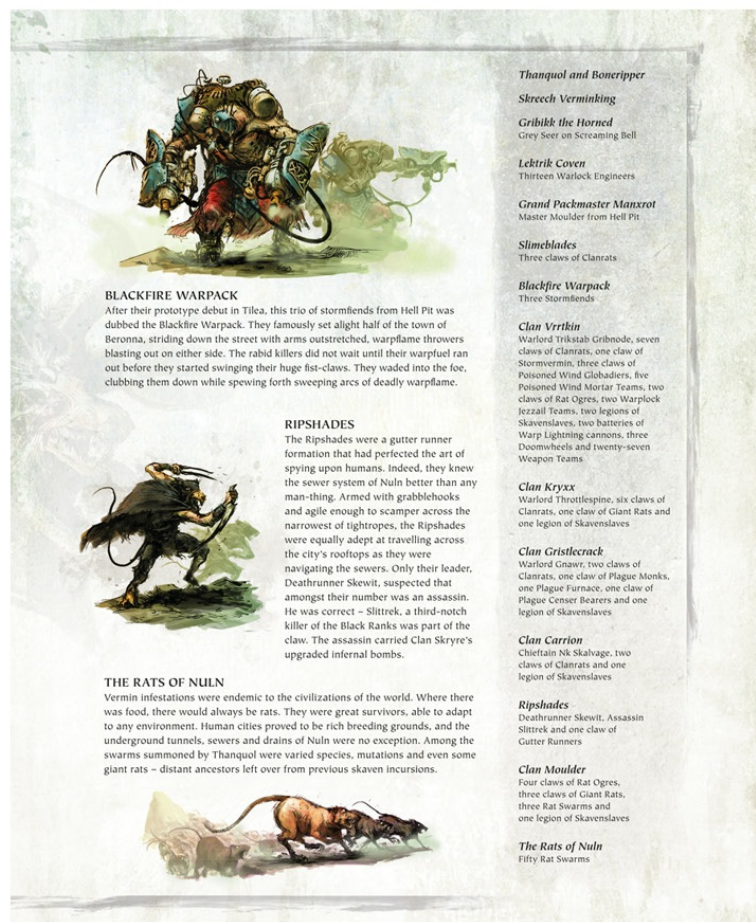 BLACKFIRE WARPACK
After their prototype debut in Tilea, this trio of stormfiends from Hell Pit was
dubbed the Blackfire Warpack. They famously set alight half of the town of
Beronna, striding down the street with arms outstretched, warpflame throwers
blasting out on either side. The rabid killers did not wait until their warpfuel ran
out before they started swinging their huge fist-claws. They waded into the foe,
clubbing them down while spewing forth sweeping arcs of deadly warpflame.
RIPSHADES
The Ripshades were a gutter runner
formation that had perfected the art of
spying upon humans. Indeed, they knew
the sewer system of Nuln better than any
man-thing. Armed with grabblehooks
and agile enough to scamper across the
narrowest of tightropes, the Ripshades
were equally adept at travelling across
the city's rooftops as they were
navigating the sewers. Only their leader,
Deathrunner Skewit, suspected that
amongst their number was an assassin.
He was correct – Slittrek, a third-notch
killer of the Black Ranks was part of the
claw. The assassin carried Clan Skryre's
upgraded infernal bombs.
THE RATS OF NULN
Vermin infestations were endemic to the civilizations of the world. Where there
was food, there would always be rats. They were great survivors, able to adapt
to any environment. Human cities proved to be rich breeding grounds, and the
underground tunnels, sewers and drains of Nuln were no exception. Among the
swarms summoned by Thanquol were varied species, mutations and even some
giant rats – distant ancestors left over from previous skaven incursions.
Thanquol and Boneripper
Skreech Verminking
Gribikk the Horned
Grey Seer on Screaming Bell
Lektrik Coven
Thirteen Warlock Engineers
Grand Packmaster Manxrot
Master Moulder from Hell Pit
Slimeblades
Three claws of Clanrats
Blackfire Warpack
Three Stormfiends
Clan Vrrtkin
Warlord Trikstab Gribnode, seven
claws of Clanrats, one claw of
Stormvermin, three claws of
Poisoned Wind Globadiers, five
Poisoned Wind Mortar Teams, two
claws of Rat Ogres, two Warplock
Jezzail Teams, two legions of
Skavenslaves, two batteries of
Warp Lightning cannons, three
Doomwheels and twenty-seven
Weapon Teams
Clan Kryxx
Warlord Throttlespine, six claws of
Clanrats, one claw of Giant Rats and
one legion of Skavenslaves
Clan Gristlecrack
Warlord Gnawr, two claws of
Clanrats, one claw of Plague Monks,
one Plague Furnace, one claw of
Plague Censer Bearers and one
legion of Skavenslaves
Clan Carrion
Chieftain Nk Skalvage, two
claws of Clanrats and one
legion of Skavenslaves
Ripshades
Deathrunner Skewit, Assassin
Slittrek and one claw of
Gutter Runners
Clan Moulder
Four claws of Rat Ogres,
three claws of Giant Rats,
three Rat Swarms and
one legion of Skavenslaves
The Rats of Nuln
Fifty Rat Swarms